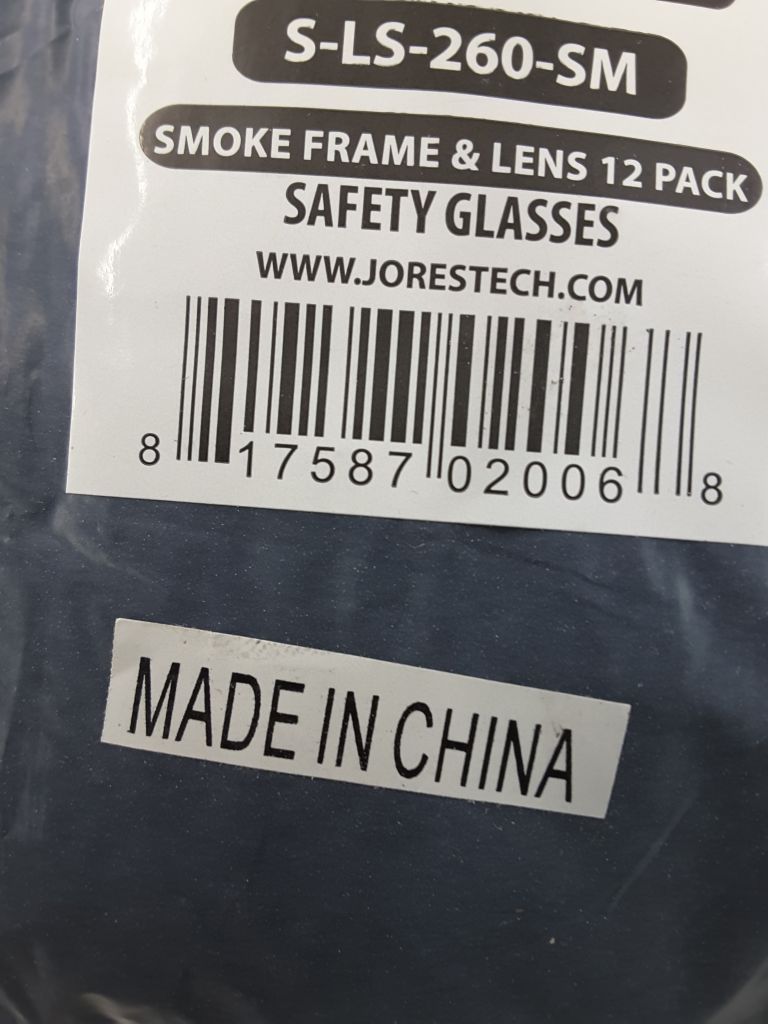 S-LS-260-SM
SMOKE FRAME & LENS 12 PACK
SAFETY GLASSES
WWW.JORESTECH.COM
8 17587 02006 8
MADE IN CHINA